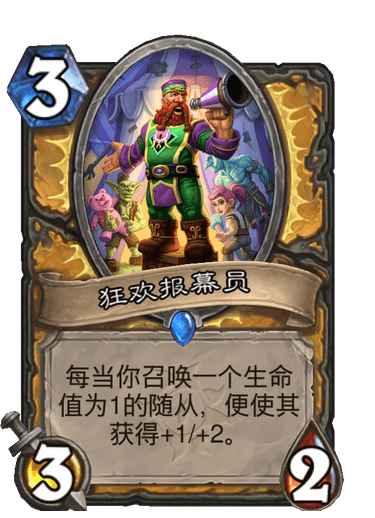 3
狂欢报幕员
每当你召唤一个生命
值为1的随从，便使其
获得+1/+2。
3
2